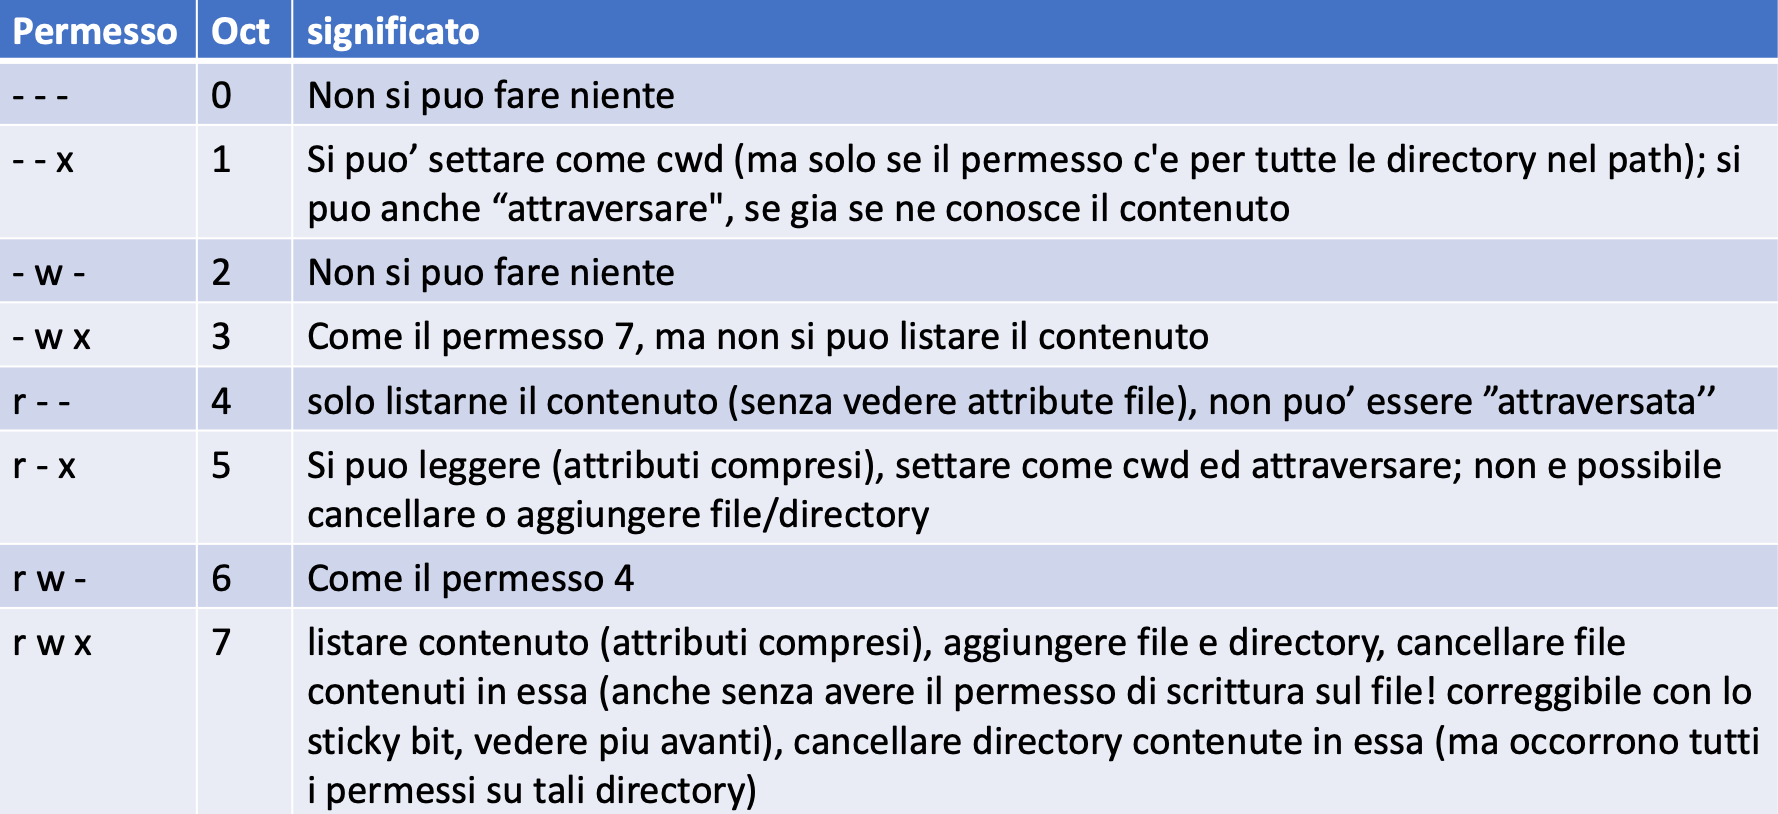 Permesso Oct significato
- - - 0 Non si puo fare niente
- - x 1 Si puo’ settare come cwd (ma solo se il permesso c'e per tutte le directory nel path); si
puo anche “attraversare", se gia se ne conosce il contenuto
- w - 2 Non si puo fare niente
- w x 3 Come il permesso 7, ma non si puo listare il contenuto
r - - 4 solo listarne il contenuto (senza vedere attribute file), non puo’ essere ”attraversata’’
r - x 5 Si puo leggere (attributi compresi), settare come cwd ed attraversare; non e possibile
cancellare o aggiungere file/directory
r w - 6 Come il permesso 4
r w x 7 listare contenuto (attributi compresi), aggiungere file e directory, cancellare file
contenuti in essa (anche senza avere il permesso di scrittura sul file! correggibile con lo
sticky bit, vedere piu avanti), cancellare directory contenute in essa (ma occorrono tutti
i permessi su tali directory)